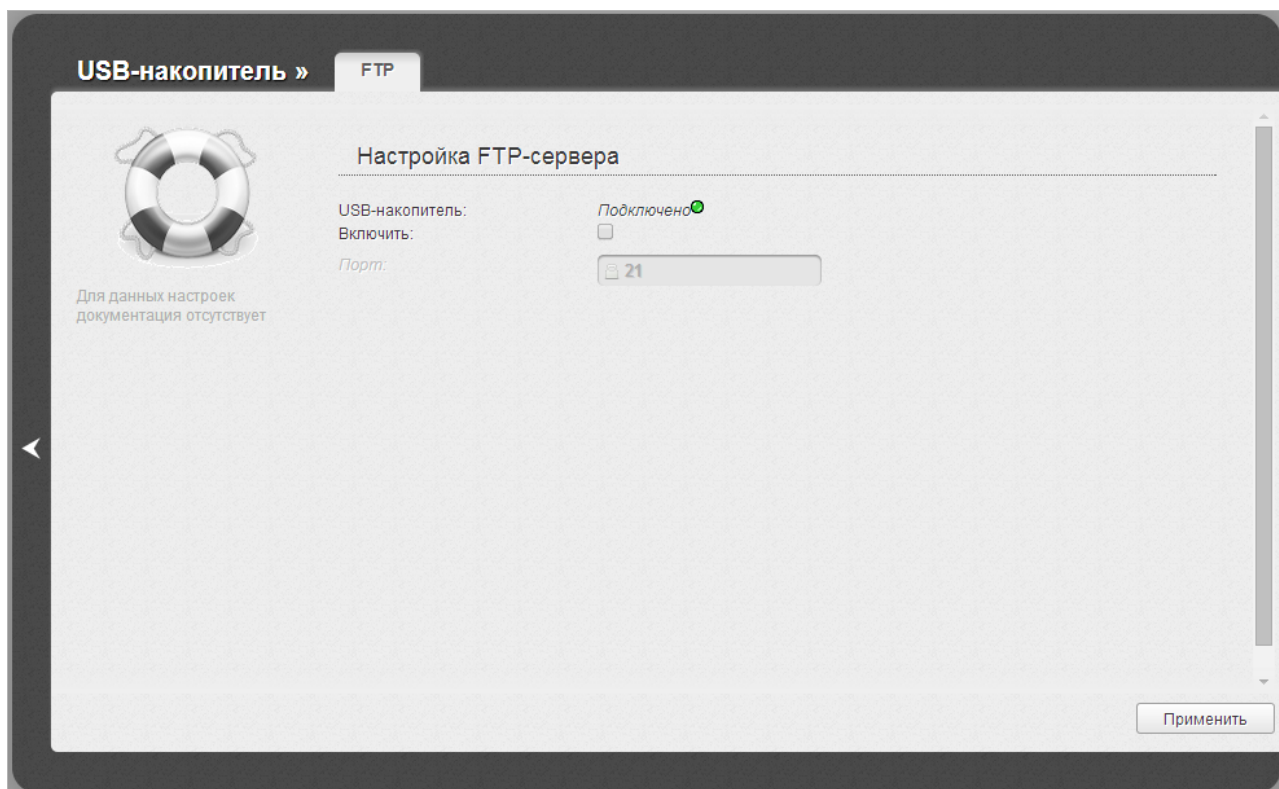 USB-накопитель »
FTP
Настройка FTP-сервера
USB-накопитель: Подключено
Включить:
Порт: 21
Для данных настроек
документация отсутствует
Применить